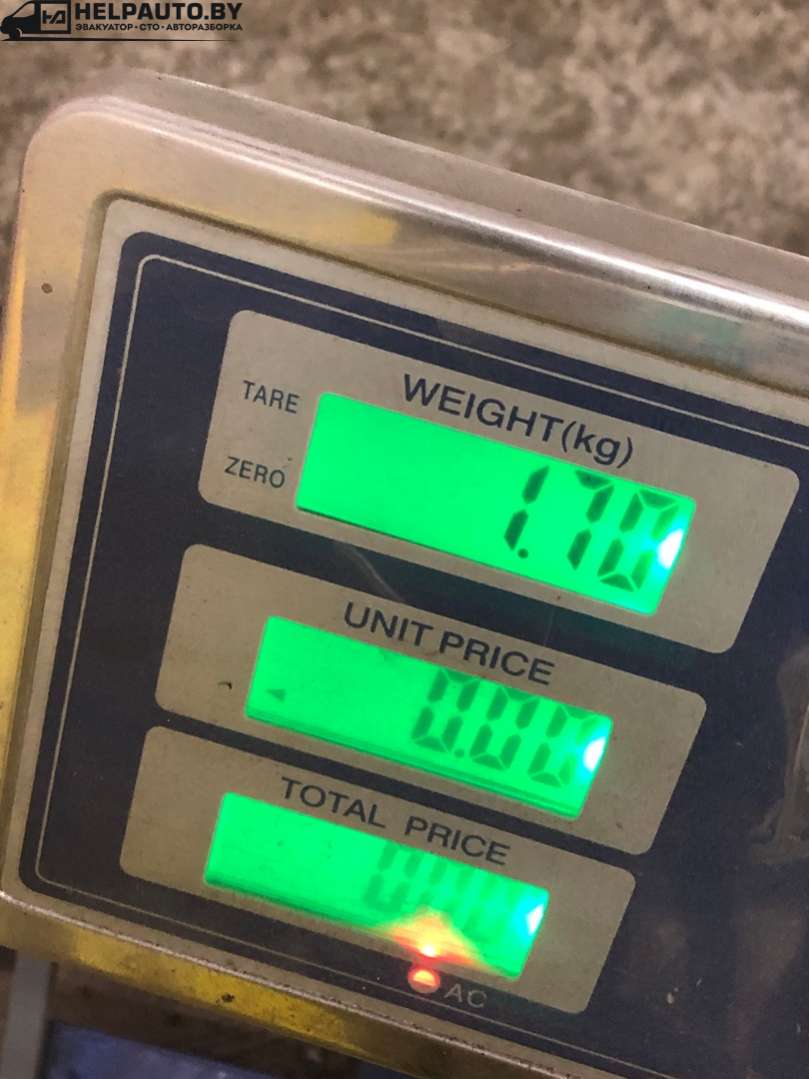 HELPAUTO.BY
ЭВАКУАТОР • СТО • АВТОРАЗБОРКА
WEIGHT(kg)
TARE
ZERO
1.70
UNIT PRICE
0.00
TOTAL PRICE
AC